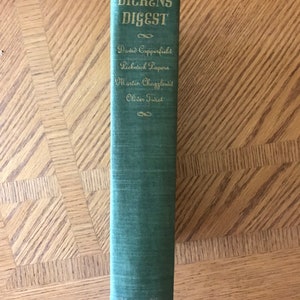 DICKENS
DIGEST
David Copperfield
Pickwick Papers
Martin Chuzzlewit
Oliver Twist